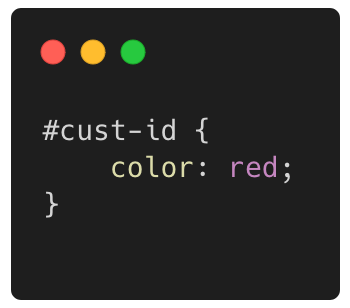 #cust-id {
    color: red;
}